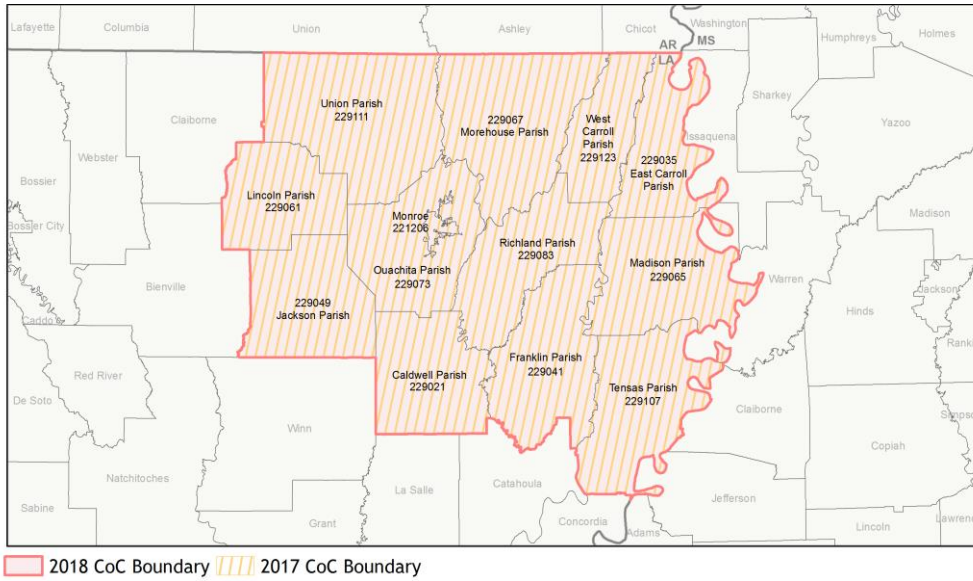 Lafayette
Columbia
Union
Ashley
Chicot
Washington
Humphreys
Holmes
AR
MS
LA
Union Parish
229111
229067
Morehouse Parish
West
Carroll
Parish
229123
229035
East Carroll
Parish
Claiborne
Webster
Bossier
Bossier City
Sharkey
Issaquena
Yazoo
Lincoln Parish
229061
Monroe
221206
Ouachita Parish
229073
Richland Parish
229083
Madison Parish
229065
Madison
Warren
Jackson
Hinds
Bienville
Caddo
229049
Jackson Parish
Caldwell Parish
229021
Franklin Parish
229041
Tensas Parish
229107
Red River
De Soto
Winn
Claiborne
Copiah
Natchitoches
Sabine
La Salle
Catahoula
Jefferson
Grant
Concordia
Adams
Lincoln
2018 CoC Boundary
2017 CoC Boundary